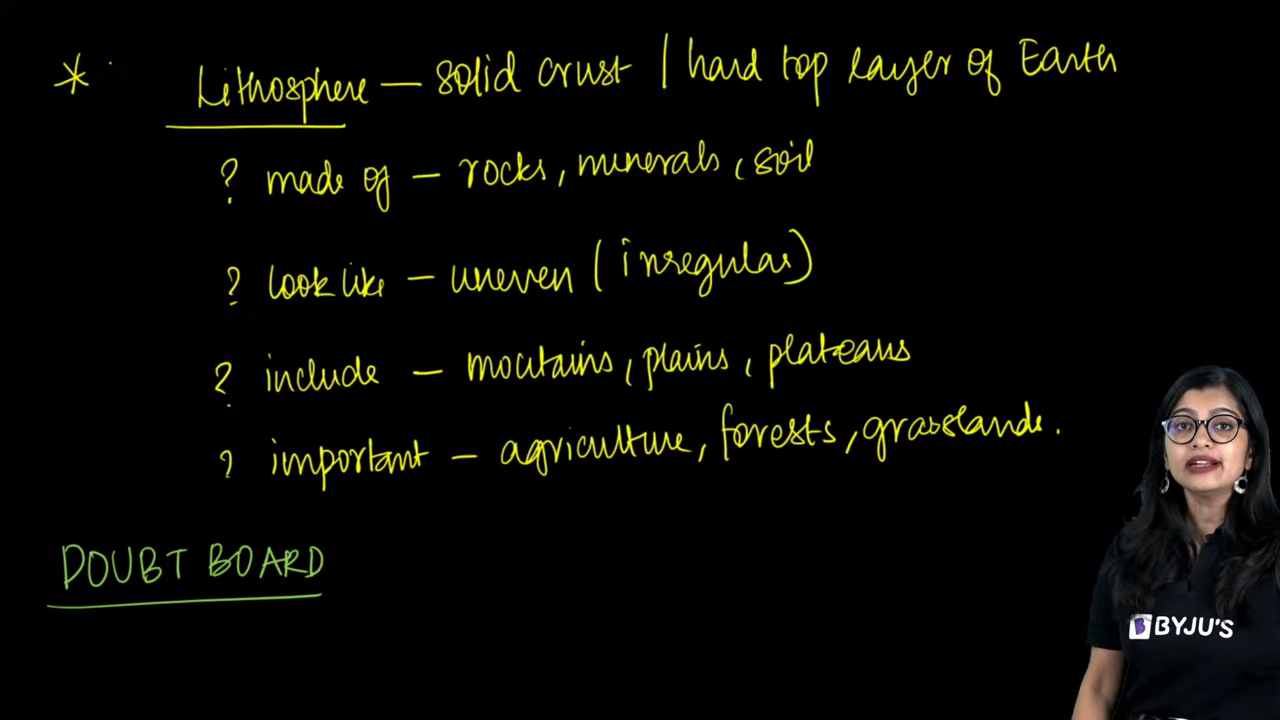 * Lithosphere – solid crust / hard top layer of Earth
? made of – rocks, minerals, soil
? look like – uneven (irregular)
? include – moutains, plains, plateaus
? important – agriculture, forests, grasslands.
DOUBT BOARD
BYJU'S